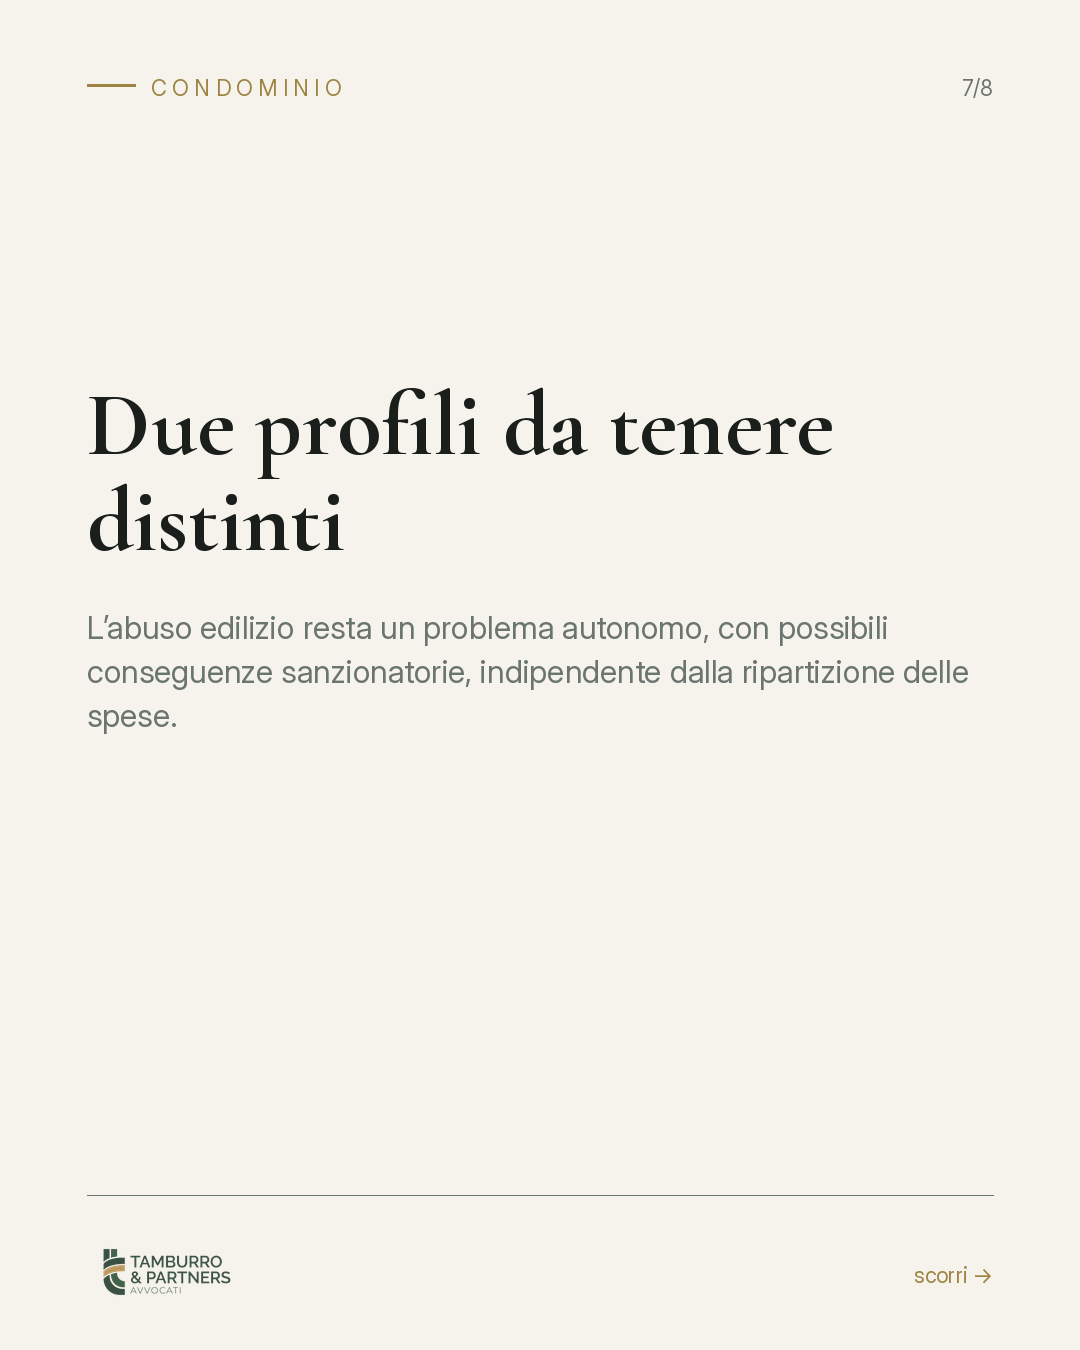 CONDOMINIO
7/8
Due profili da tenere
distinti
L’abuso edilizio resta un problema autonomo, con possibili
conseguenze sanzionatorie, indipendente dalla ripartizione delle
spese.
TAMBURRO
& PARTNERS
AVVOCATI
scorri →